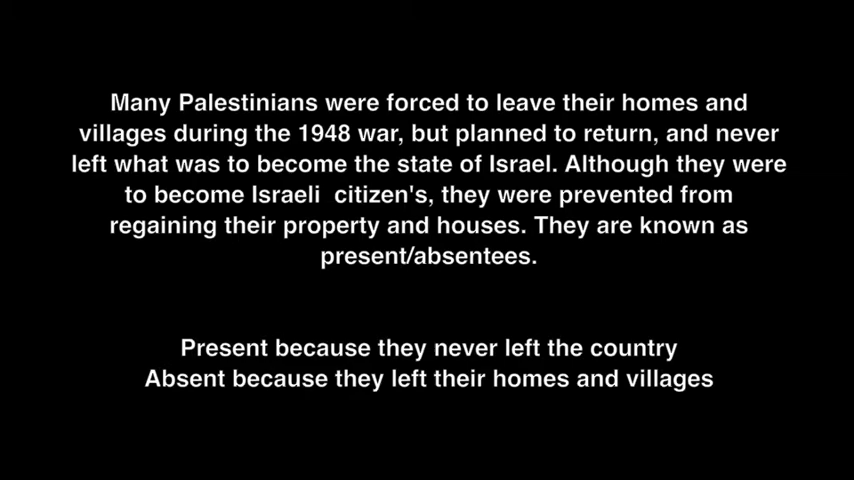 Many Palestinians were forced to leave their homes and
villages during the 1948 war, but planned to return, and never
left what was to become the state of Israel. Although they were
to become Israeli  citizen's, they were prevented from
regaining their property and houses. They are known as
present/absentees.
Present because they never left the country
Absent because they left their homes and villages